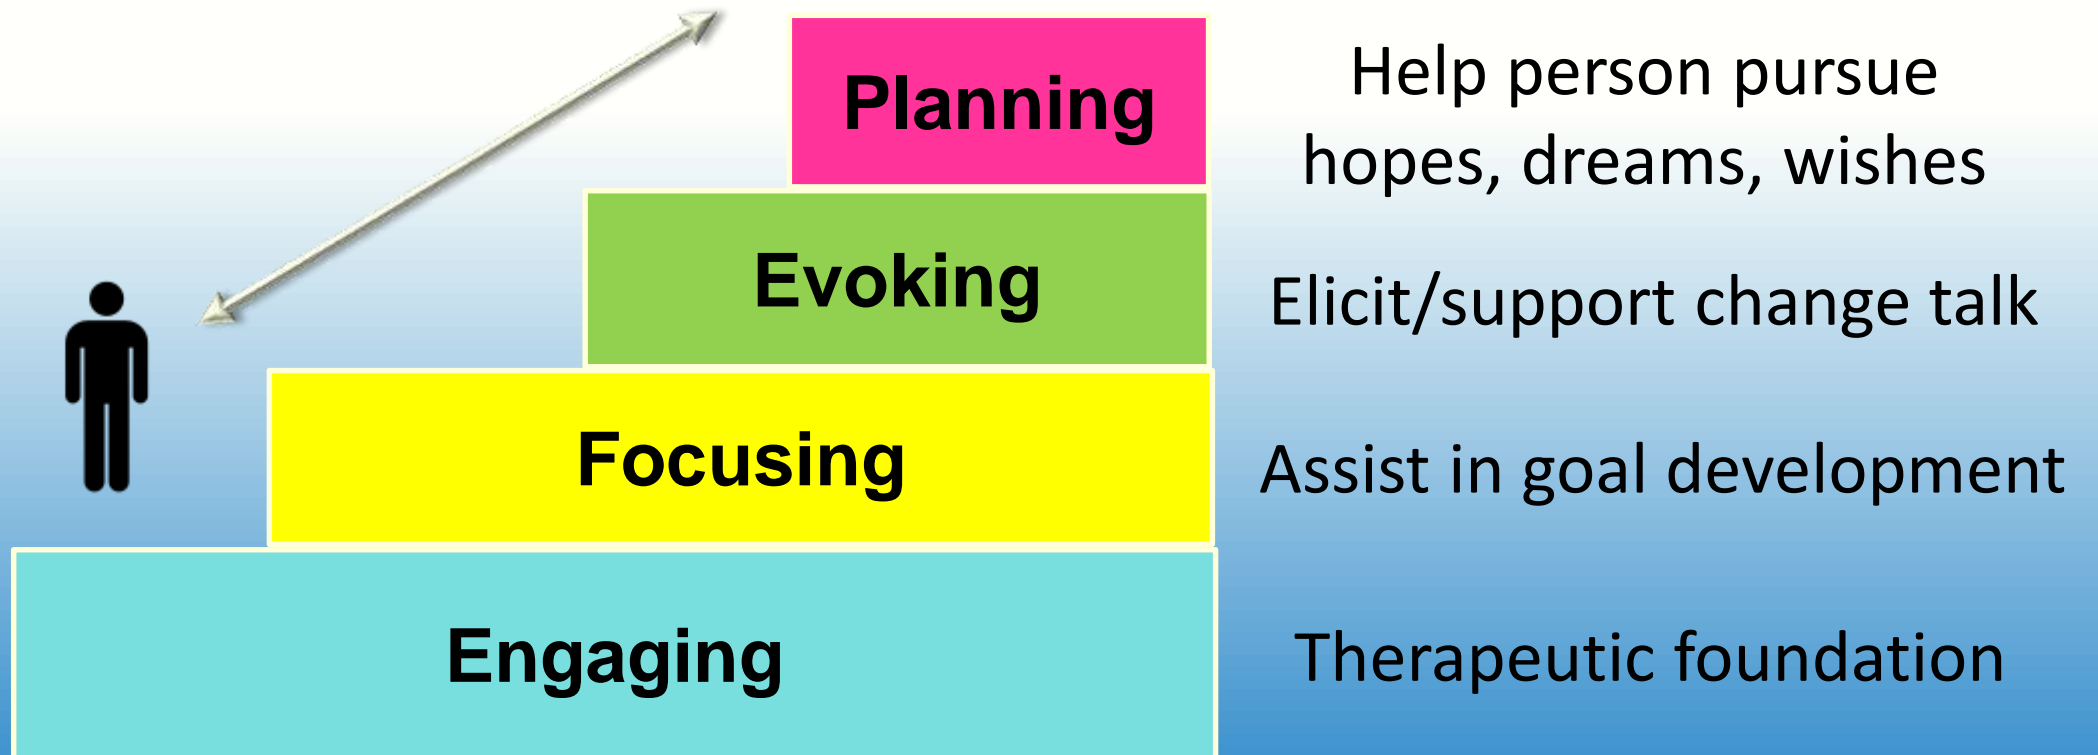 Planning
Help person pursue
hopes, dreams, wishes
Evoking
Elicit/support change talk
Focusing
Assist in goal development
Engaging
Therapeutic foundation